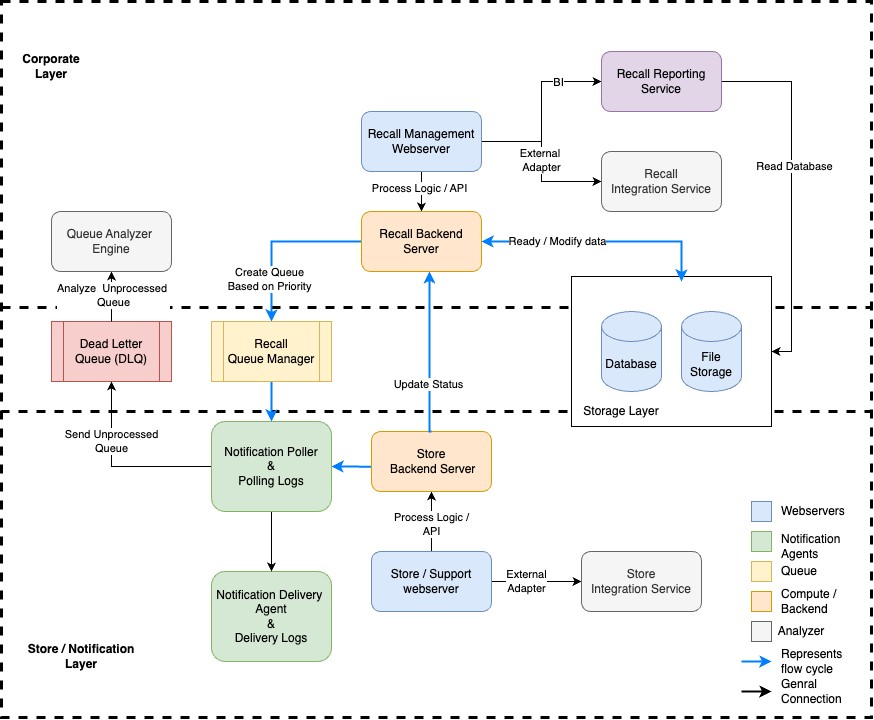 Corporate
Layer
Recall Reporting
Service
BI
Recall Management
Webserver
External
Adapter
Recall
Integration Service
Read Database
Process Logic / API
Queue Analyzer
Engine
Recall Backend
Server
Ready / Modify data
Create Queue
Based on Priority
Analyze  Unprocessed
Queue
Dead Letter
Queue (DLQ)
Recall
Queue Manager
Database
File
Storage
Storage Layer
Update Status
Send Unprocessed
Queue
Notification Poller
&
Polling Logs
Store
Backend Server
Process Logic /
API
Store / Support
webserver
External
Adapter
Store
Integration Service
Notification Delivery
Agent
&
Delivery Logs
Store / Notification
Layer
Webservers
Notification
Agents
Queue
Compute /
Backend
Analyzer
Represents
flow cycle
Genral
Connection